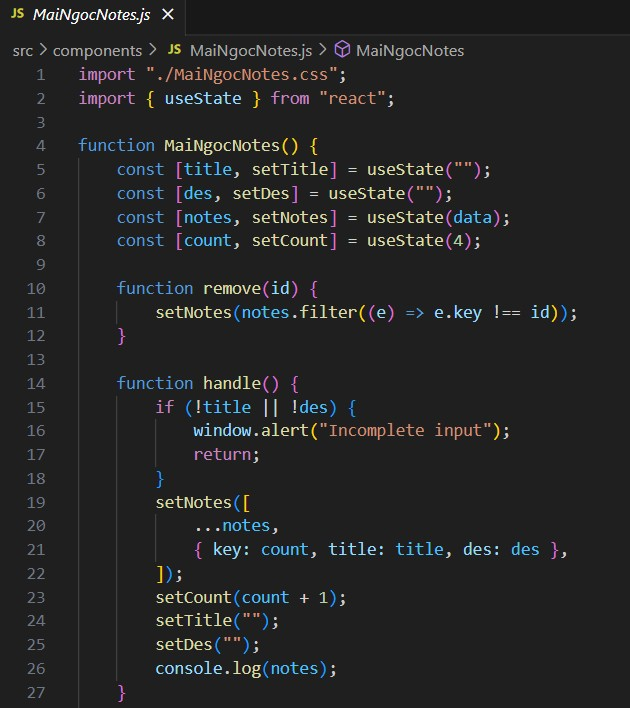 JS MaiNgocNotes.js ×
src > components > JS MaiNgocNotes.js > MaiNgocNotes
1 import "./MaiNgocNotes.css";
2 import { useState } from "react";
3
4 function MaiNgocNotes() {
5     const [title, setTitle] = useState("");
6     const [des, setDes] = useState("");
7     const [notes, setNotes] = useState(data);
8     const [count, setCount] = useState(4);
9
10     function remove(id) {
11         setNotes(notes.filter((e) => e.key !== id));
12     }
13
14     function handle() {
15         if (!title || !des) {
16             window.alert("Incomplete input");
17             return;
18         }
19         setNotes([
20             ...notes,
21             { key: count, title: title, des: des },
22         ]);
23         setCount(count + 1);
24         setTitle("");
25         setDes("");
26         console.log(notes);
27     }